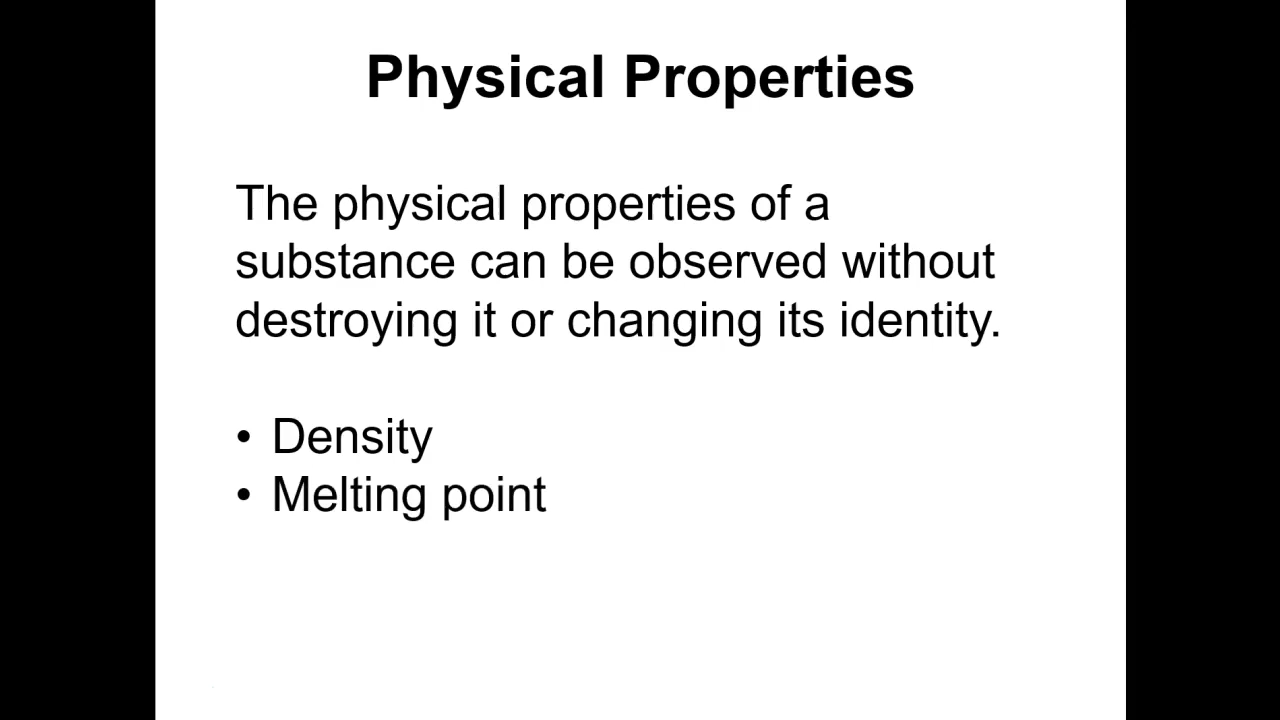 Physical Properties
The physical properties of a
substance can be observed without
destroying it or changing its identity.
• Density
• Melting point